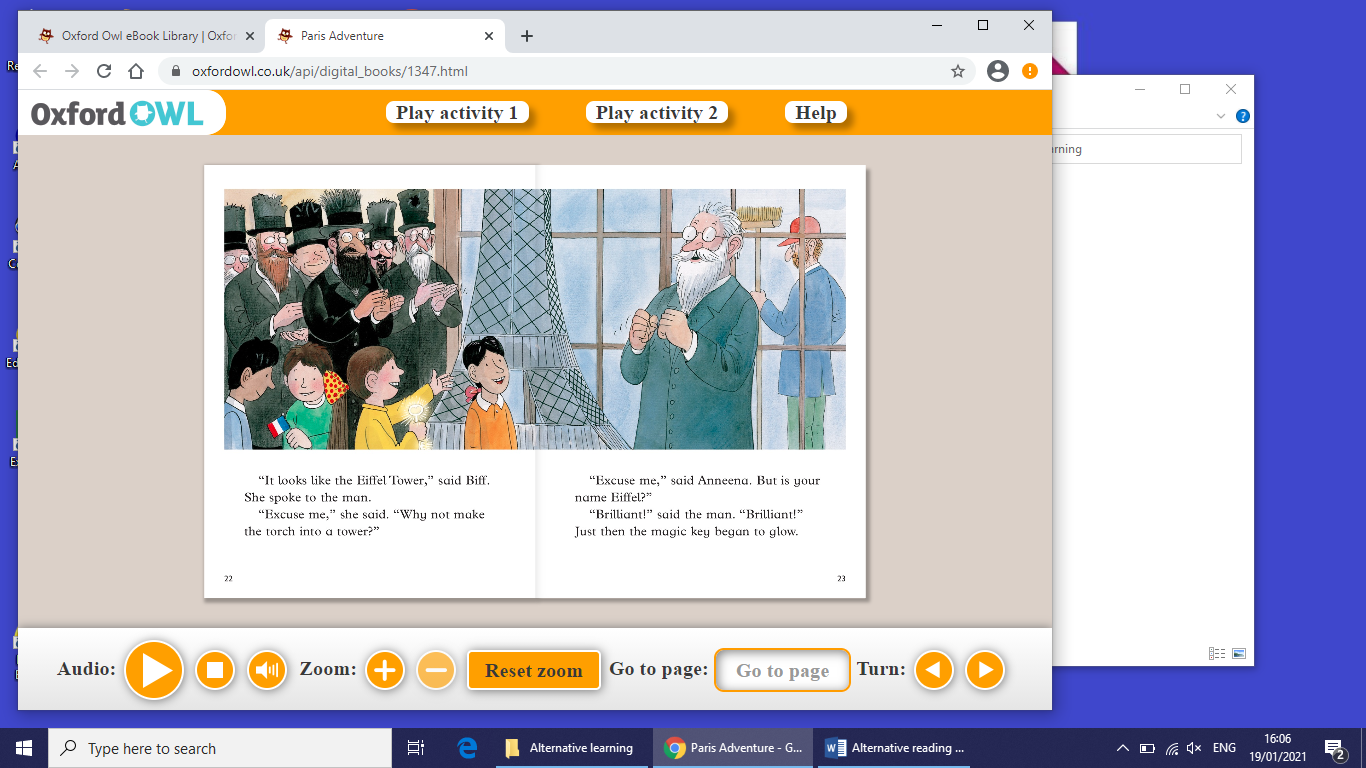 Oxford Owl eBook Library | Oxfo
Paris Adventure
oxfordowl.co.uk/api/digital_books/1347.html
Oxford OWL
Play activity 1
Play activity 2
Help
rning
“It looks like the Eiffel Tower,” said Biff.
She spoke to the man.
“Excuse me,” she said. “Why not make
the torch into a tower?”
22
“Excuse me,” said Anneena. But is your
name Eiffel?”
“Brilliant!” said the man. “Brilliant!”
Just then the magic key began to glow.
23
Audio:
Zoom:
Reset zoom
Go to page:
Go to page
Turn:
Type here to search
Alternative learning
Paris Adventure - G...
Alternative reading ...
ENG
16:06
19/01/2021
2